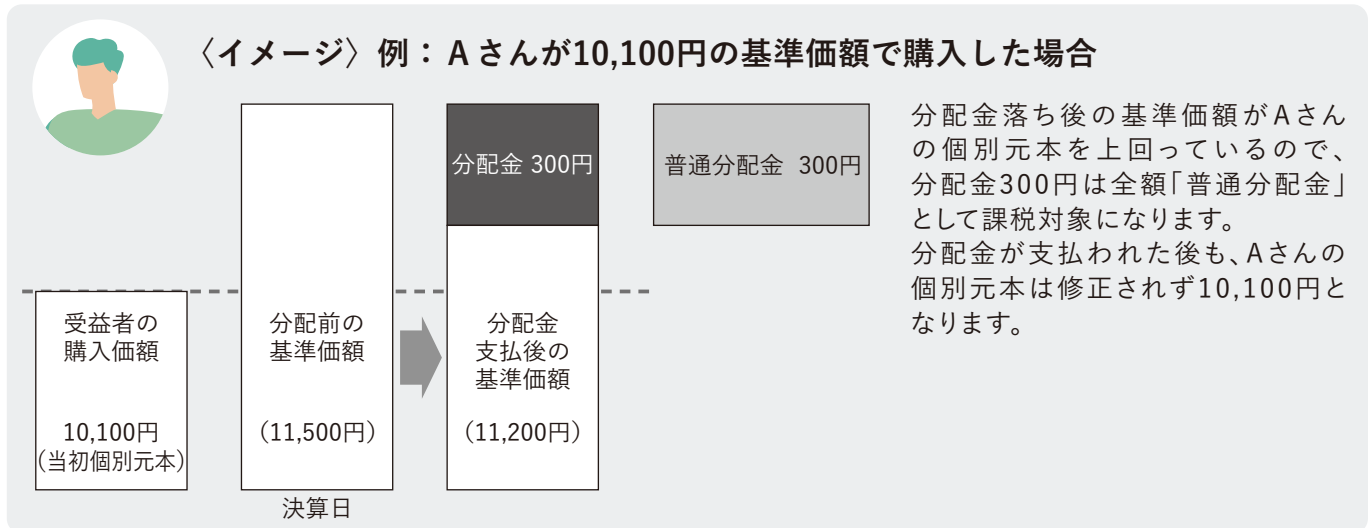 〈イメージ〉例：Aさんが10,100円の基準価額で購入した場合
受益者の
購入価額
10,100円
(当初個別元本)
分配前の
基準価額
(11,500円)
決算日
分配金 300円
分配金
支払後の
基準価額
(11,200円)
普通分配金 300円
分配金落ち後の基準価額がAさん
の個別元本を上回っているので、
分配金300円は全額「普通分配金」
として課税対象になります。
分配金が支払われた後も、Aさんの
個別元本は修正されず10,100円と
なります。